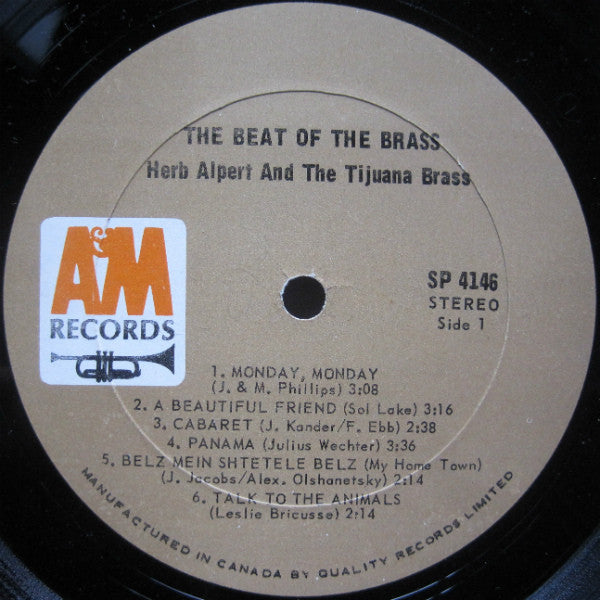 THE BEAT OF THE BRASS
Herb Alpert And The Tijuana Brass
A&M
RECORDS
SP 4146
STEREO
Side 1
1. MONDAY, MONDAY
(J. & M. Phillips) 3:08
2. A BEAUTIFUL FRIEND (Sol Lake) 3:16
3. CABARET (J. Kander/F. Ebb) 2:38
4. PANAMA (Julius Wechter) 3:36
5. BELZ MEIN SHTETELE BELZ (My Home Town)
(J. Jacobs/Alex. Olshanetsky) 2:14
6. TALK TO THE ANIMALS
(Leslie Bricusse) 2:14
MANUFACTURED IN CANADA BY QUALITY RECORDS LIMITED